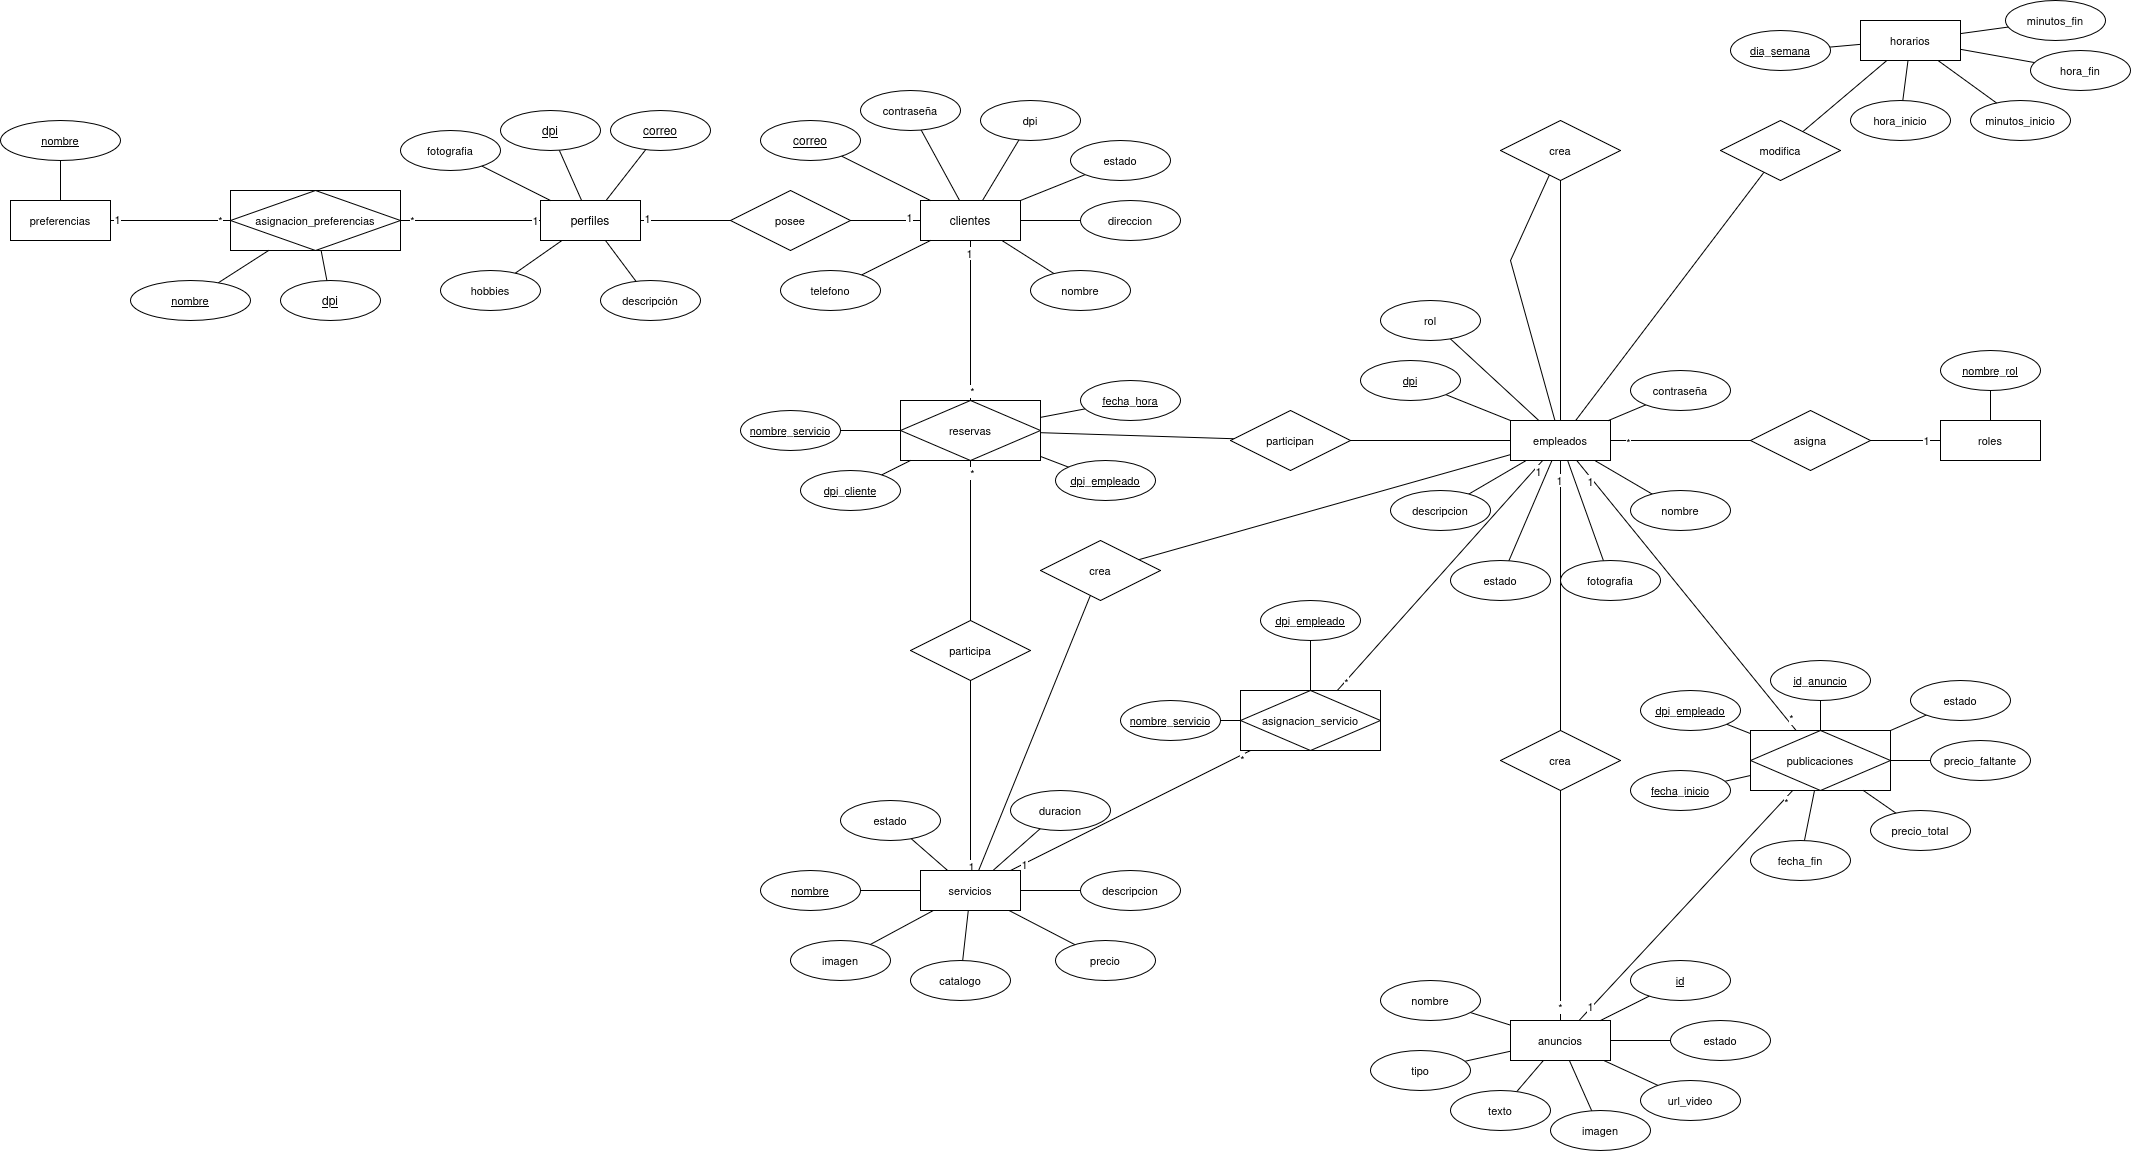 minutos_fin
horarios
dia_semana
hora_fin
contraseña
dpi
correo
dpi
hora_inicio
minutos_inicio
nombre
fotografia
correo
crea
modifica
estado
preferencias
1
*
asignacion_preferencias
*
1
perfiles
1
posee
1
clientes
direccion
1
nombre
dpi
hobbies
descripción
telefono
nombre
rol
nombre_rol
dpi
contraseña
*
fecha_hora
nombre_servicio
reservas
participan
empleados
*
asigna
1
roles
*
1
1
1
dpi_cliente
dpi_empleado
descripcion
nombre
crea
estado
fotografia
dpi_empleado
participa
*
id_anuncio
estado
dpi_empleado
nombre_servicio
asignacion_servicio
*
*
crea
publicaciones
precio_faltante
fecha_inicio
*
duracion
estado
precio_total
fecha_fin
1
1
nombre
servicios
descripcion
imagen
precio
catalogo
id
nombre
*
1
anuncios
estado
tipo
texto
url_video
imagen